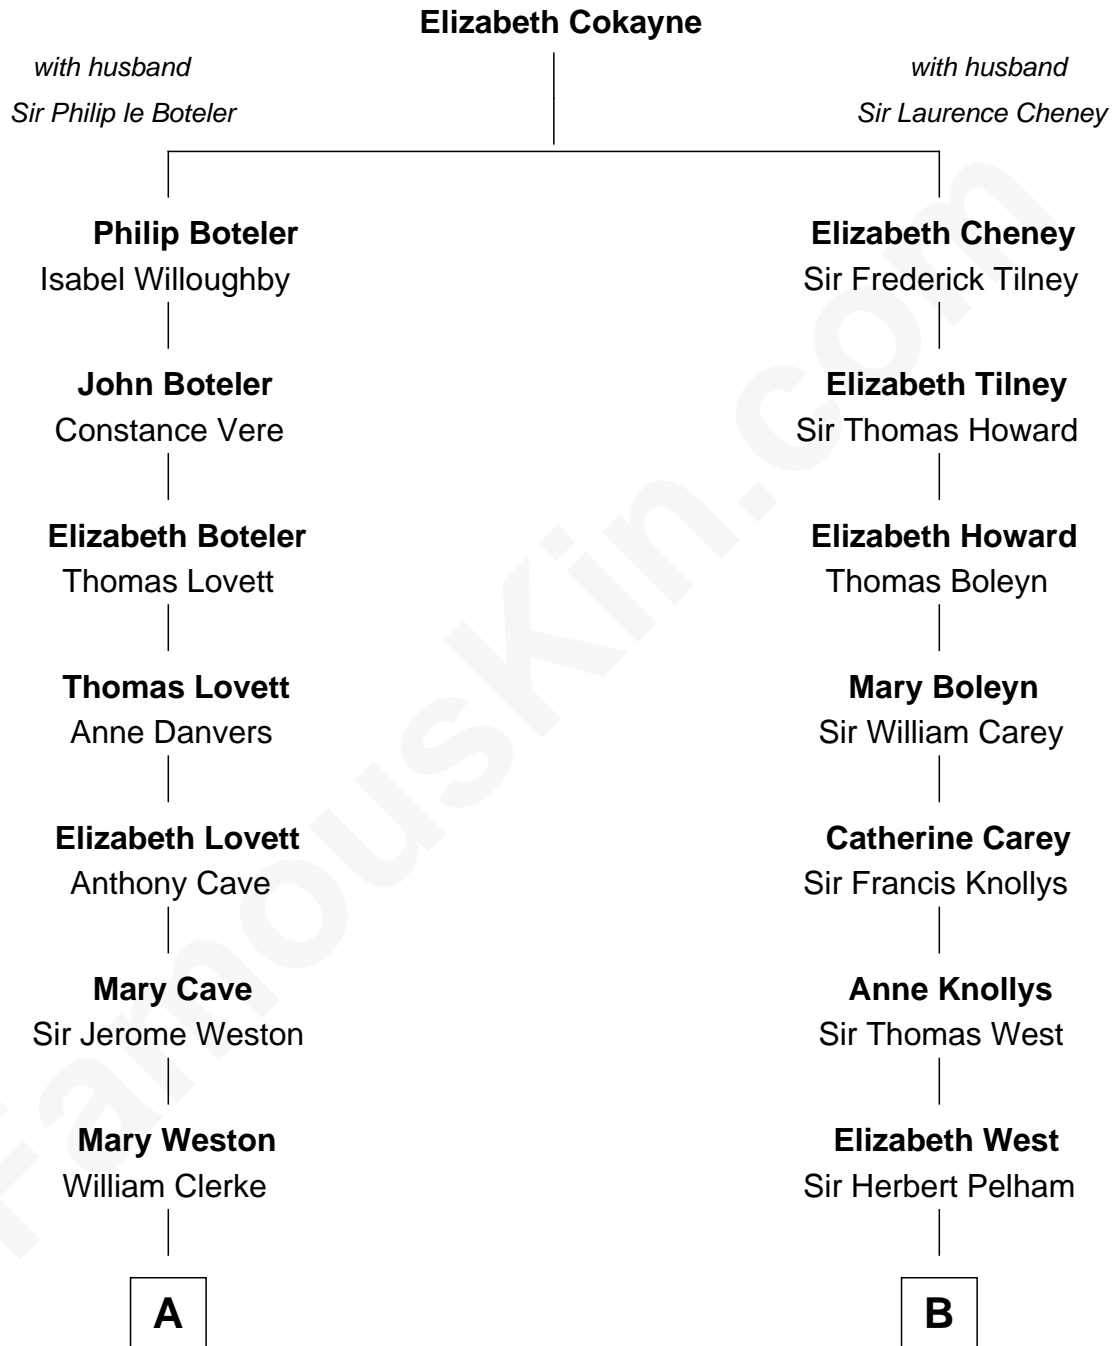 Elizabeth Cokayne
with husband
Sir Philip le Boteler
with husband
Sir Laurence Cheney
Philip Boteler
Isabel Willoughby
Elizabeth Cheney
Sir Frederick Tilney
John Boteler
Constance Vere
Elizabeth Tilney
Sir Thomas Howard
Elizabeth Boteler
Thomas Lovett
Elizabeth Howard
Thomas Boleyn
Thomas Lovett
Anne Danvers
Mary Boleyn
Sir William Carey
Elizabeth Lovett
Anthony Cave
Catherine Carey
Sir Francis Knollys
Mary Cave
Sir Jerome Weston
Anne Knollys
Sir Thomas West
Mary Weston
William Clerke
Elizabeth West
Sir Herbert Pelham
A
B
FamousKin.com